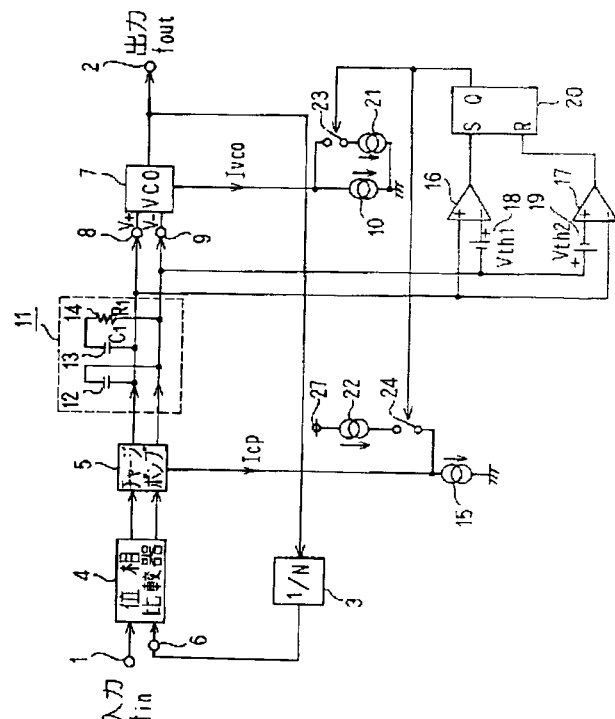 入力
fin
1
4
位相
比較器
6
5
チャージ
ポンプ
11
12
13
14
C1
R1
8
9
V+
V-
7
VCO
2
出力
fout
Icp
Ivco
27
22
24
15
1/N
3
10
21
23
16
17
18
19
Vth1
Vth2
+
+
+
+
S
R
Q
20